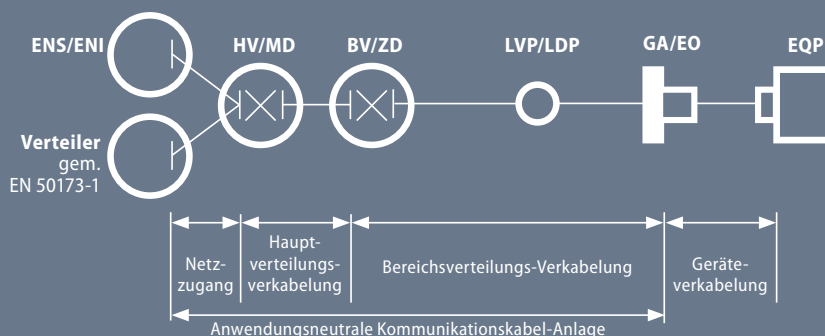 ENS/ENI
HV/MD
BV/ZD
LVP/LDP
GA/EO
EQP
Verteiler
gem.
EN 50173-1
Netz-
zugang
Haupt-
verteilungs-
verkabelung
Bereichsverteilungs-Verkabelung
Geräte-
verkabelung
Anwendungsneutrale Kommunikationskabel-Anlage